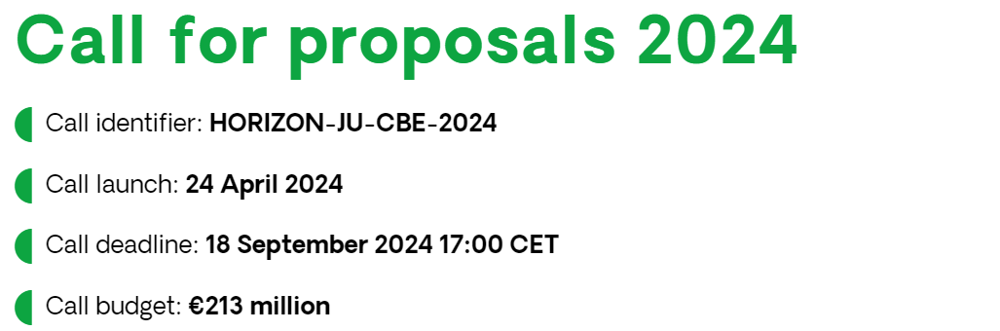 Call for proposals 2024
Call identifier: HORIZON-JU-CBE-2024
Call launch: 24 April 2024
Call deadline: 18 September 2024 17:00 CET
Call budget: €213 million